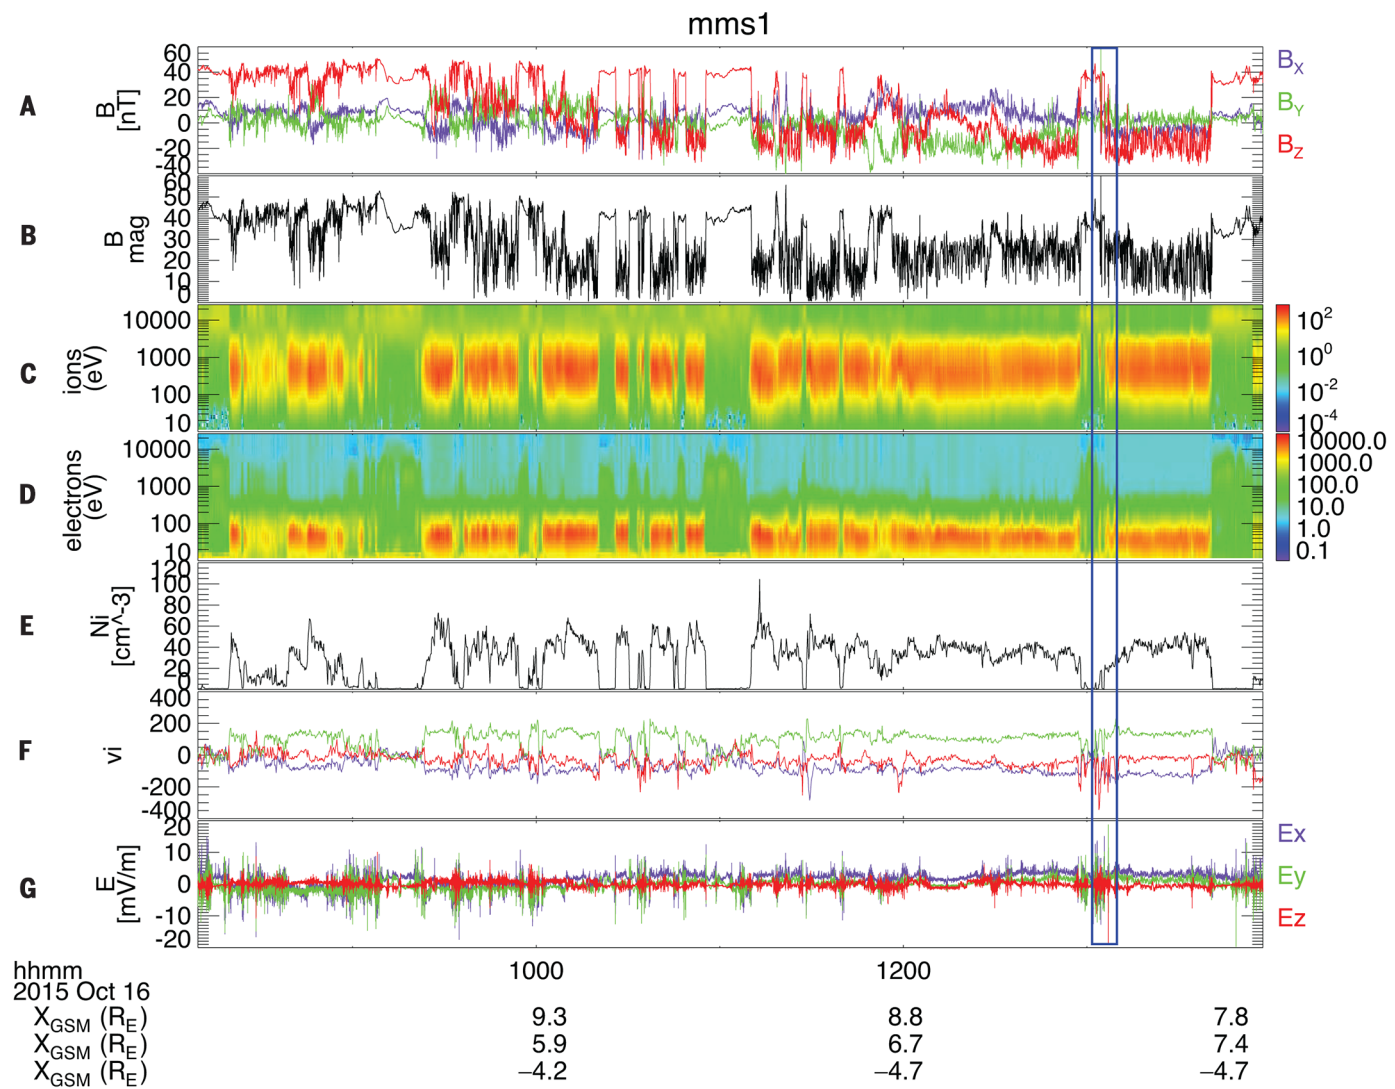 mms1
A
B
[nT]
60
40
20
0
-20
-40
BX
BY
BZ
B
B
mag
60
50
40
30
20
10
0
C
ions
(eV)
10000
1000
100
10
10^2
10^0
10^-2
10^-4
D
electrons
(eV)
10000
1000
100
10
10000.0
1000.0
100.0
10.0
1.0
0.1
E
Ni
[cm^-3]
120
100
80
60
40
20
0
F
vi
400
200
0
-200
-400
G
E
[mV/m]
20
10
0
-10
-20
Ex
Ey
Ez
hhmm 1000 1200
2015 Oct 16
XGSM (RE) 9.3 8.8 7.8
XGSM (RE) 5.9 6.7 7.4
XGSM (RE) −4.2 −4.7 −4.7